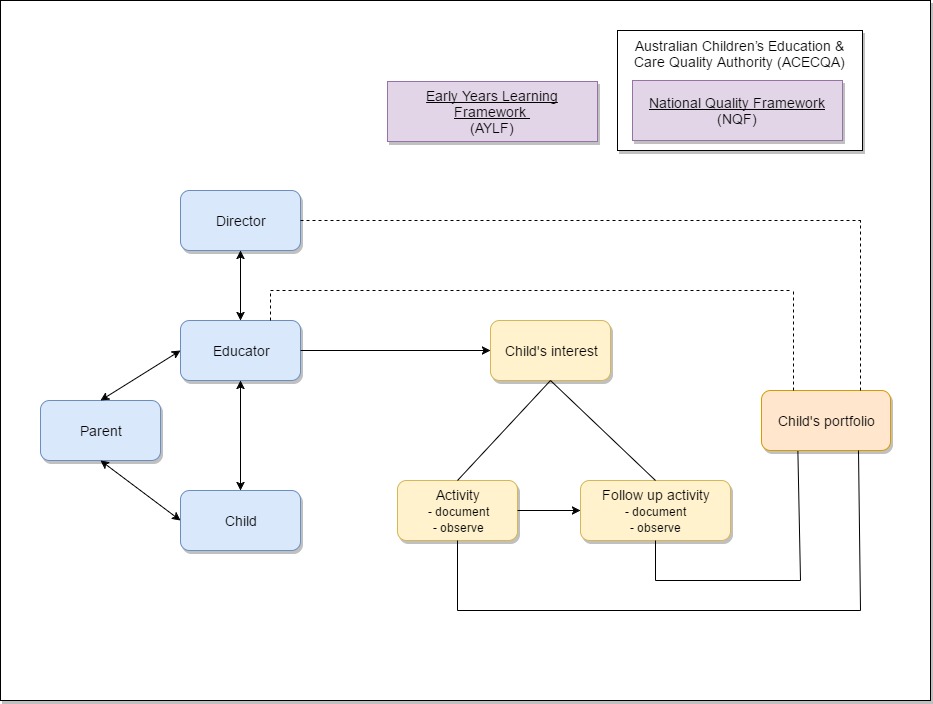 Australian Children's Education &
Care Quality Authority (ACECQA)
Early Years Learning
Framework
(AYLF)
National Quality Framework
(NQF)
Director
Educator
Child's interest
Parent
Child's portfolio
Child
Activity
- document
- observe
Follow up activity
- document
- observe